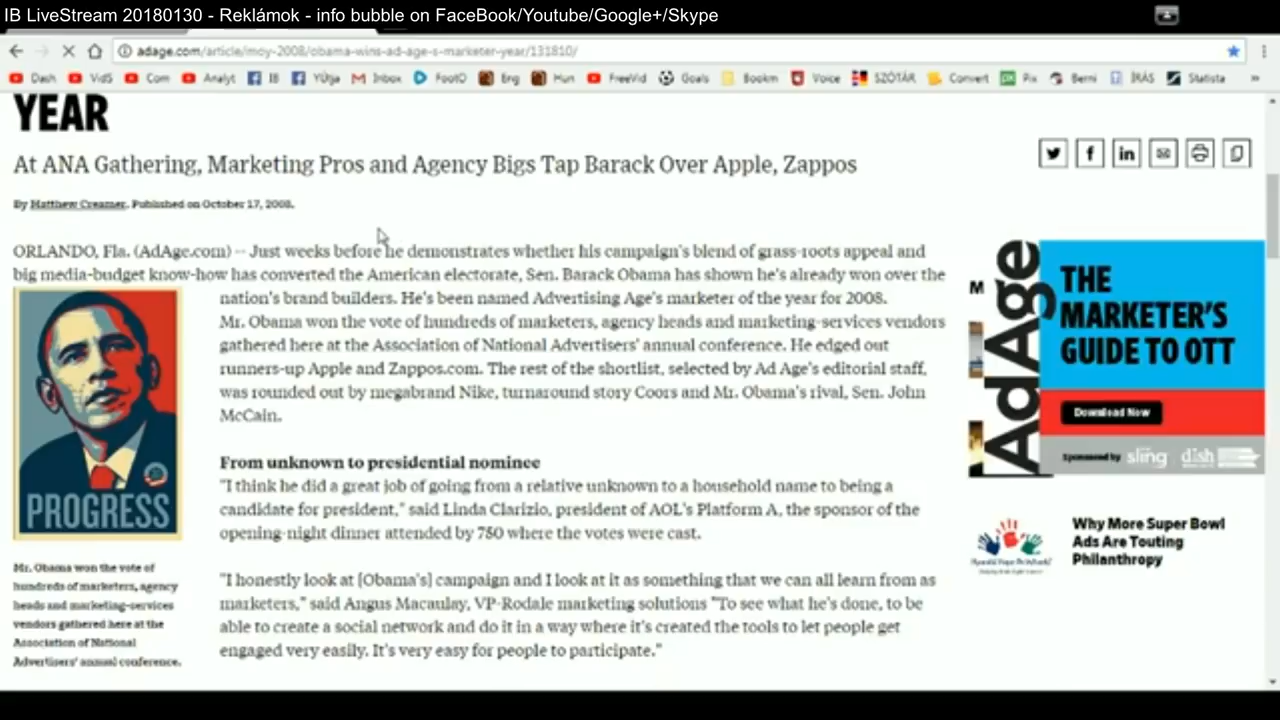 IB LiveStream 20180130 - Reklámok - info bubble on FaceBook/Youtube/Google+/Skype
adage.com/article/moy-2008/obama-wins-ad-age-s-marketer-year/131810/
Dash VidS Com Analyt IB YÚtja Inbox FootO Eng Hun FreeVid Goals Bookm Voice SZÓTÁR Convert Pix Berni ÍRÁS Statista »
YEAR
At ANA Gathering, Marketing Pros and Agency Bigs Tap Barack Over Apple, Zappos
By Matthew Creamer. Published on October 17, 2008.
ORLANDO, Fla. (AdAge.com) -- Just weeks before he demonstrates whether his campaign's blend of grass-roots appeal and
big media-budget know-how has converted the American electorate, Sen. Barack Obama has shown he's already won over the
nation's brand builders. He's been named Advertising Age's marketer of the year for 2008.
Mr. Obama won the vote of hundreds of marketers, agency heads and marketing-services vendors
gathered here at the Association of National Advertisers' annual conference. He edged out
runners-up Apple and Zappos.com. The rest of the shortlist, selected by Ad Age's editorial staff,
was rounded out by megabrand Nike, turnaround story Coors and Mr. Obama's rival, Sen. John
McCain.
PROGRESS
Mr. Obama won the vote of
hundreds of marketers, agency
heads and marketing-services
vendors gathered here at the
Association of National
Advertisers' annual conference.
From unknown to presidential nominee
"I think he did a great job of going from a relative unknown to a household name to being a
candidate for president," said Linda Clarizio, president of AOL's Platform A, the sponsor of the
opening-night dinner attended by 750 where the votes were cast.
"I honestly look at [Obama's] campaign and I look at it as something that we can all learn from as
marketers," said Angus Macaulay, VP-Rodale marketing solutions "To see what he's done, to be
able to create a social network and do it in a way where it's created the tools to let people get
engaged very easily. It's very easy for people to participate."
M
AdAge
THE
MARKETER'S
GUIDE TO OTT
Download Now
Sponsored by sling dish
Why More Super Bowl
Ads Are Touting
Philanthropy